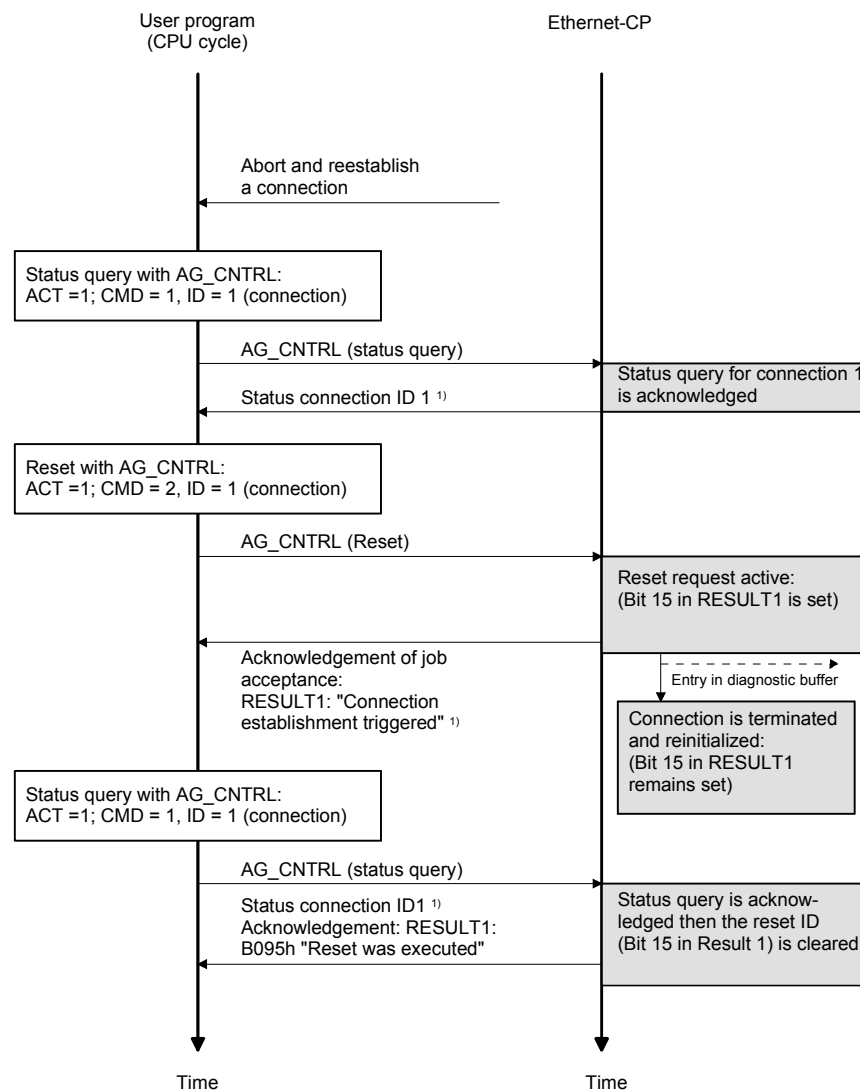 User program
(CPU cycle)
Ethernet-CP
Abort and reestablish
a connection
Status query with AG_CNTRL:
ACT =1; CMD = 1, ID = 1 (connection)
AG_CNTRL (status query)
Status query for connection 1
is acknowledged
Status connection ID 1 1)
Reset with AG_CNTRL:
ACT =1; CMD = 2, ID = 1 (connection)
AG_CNTRL (Reset)
Reset request active:
(Bit 15 in RESULT1 is set)
Acknowledgement of job
acceptance:
RESULT1: "Connection
establishment triggered" 1)
Entry in diagnostic buffer
Connection is terminated
and reinitialized:
(Bit 15 in RESULT1
remains set)
Status query with AG_CNTRL:
ACT =1; CMD = 1, ID = 1 (connection)
AG_CNTRL (status query)
Status connection ID1 1)
Acknowledgement: RESULT1:
B095h "Reset was executed"
Status query is acknow-
ledged then the reset ID
(Bit 15 in Result 1) is cleared
Time
Time